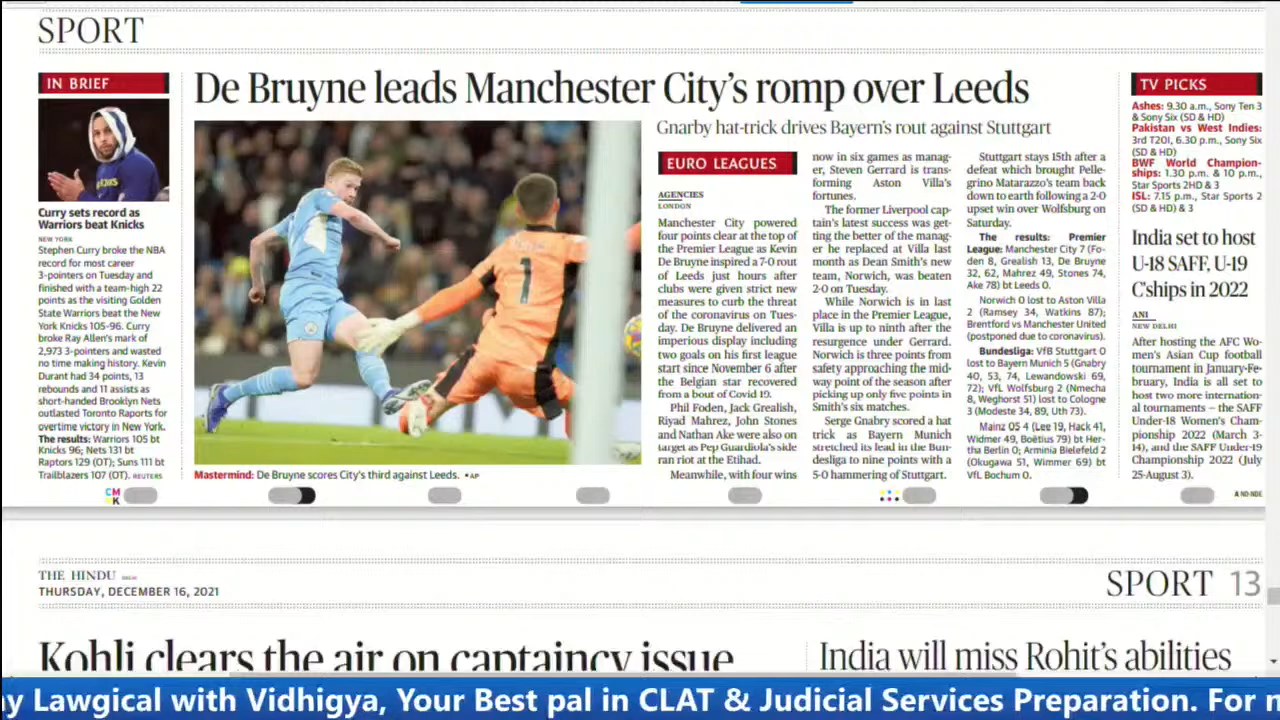 SPORT
IN BRIEF
Curry sets record as
Warriors beat Knicks
NEW YORK
Stephen Curry broke the NBA
record for most career
3-pointers on Tuesday and
finished with a team-high 22
points as the visiting Golden
State Warriors beat the New
York Knicks 105-96. Curry
broke Ray Allen's mark of
2,973 3-pointers and wasted
no time making history. Kevin
Durant had 34 points, 13
rebounds and 11 assists as
short-handed Brooklyn Nets
outlasted Toronto Raports for
overtime victory in New York.
The results: Warriors 105 bt
Knicks 96; Nets 131 bt
Raptors 129 (OT); Suns 111 bt
Trailblazers 107 (OT). REUTERS
De Bruyne leads Manchester City's romp over Leeds
Mastermind: De Bruyne scores City's third against Leeds. • AP
Gnarby hat-trick drives Bayern's rout against Stuttgart
EURO LEAGUES
AGENCIES
LONDON
Manchester City powered
four points clear at the top of
the Premier League as Kevin
De Bruyne inspired a 7-0 rout
of Leeds just hours after
clubs were given strict new
measures to curb the threat
of the coronavirus on Tues-
day. De Bruyne delivered an
imperious display including
two goals on his first league
start since November 6 after
the Belgian star recovered
from a bout of Covid 19.
Phil Foden, Jack Grealish,
Riyad Mahrez, John Stones
and Nathan Ake were also on
target as Pep Guardiola's side
ran riot at the Etihad.
Meanwhile, with four wins
now in six games as manag-
er, Steven Gerrard is trans-
forming Aston Villa's
fortunes.
The former Liverpool cap-
tain's latest success was get-
ting the better of the manag-
er he replaced at Villa last
month as Dean Smith's new
team, Norwich, was beaten
2-0 on Tuesday.
While Norwich is in last
place in the Premier League,
Villa is up to ninth after the
resurgence under Gerrard.
Norwich is three points from
safety approaching the mid-
way point of the season after
picking up only five points in
Smith's six matches.
Serge Gnarby scored a hat
trick as Bayern Munich
stretched its lead in the Bun-
desliga to nine points with a
5-0 hammering of Stuttgart.
Stuttgart stays 15th after a
defeat which brought Pelle-
grino Matarazzo's team back
down to earth following a 2-0
upset win over Wolfsburg on
Saturday.
The results: Premier
League: Manchester City 7 (Fo-
den 8, Grealish 13, De Bruyne
32, 62, Mahrez 49, Stones 74,
Ake 78) bt Leeds 0.
Norwich 0 lost to Aston Villa
2 (Ramsey 34, Watkins 87);
Brentford vs Manchester United
(postponed due to coronavirus).
Bundesliga: VfB Stuttgart 0
lost to Bayern Munich 5 (Gnabry
40, 53, 74, Lewandowski 69,
72); VfL Wolfsburg 2 (Nmecha
8, Weghorst 51) lost to Cologne
3 (Modeste 34, 89, Uth 73).
Mainz 05 4 (Lee 19, Hack 41,
Widmer 49, Boëtius 79) bt Her-
tha Berlin 0; Arminia Bielefeld 2
(Okugawa 51, Wimmer 69) bt
VfL Bochum 0.
TV PICKS
Ashes: 9.30 a.m., Sony Ten 3
& Sony Six (SD & HD)
Pakistan vs West Indies:
3rd T20I, 6.30 p.m., Sony Six
(SD & HD)
BWF World Champion-
ships: 1.30 p.m. & 10 p.m.,
Star Sports 2HD & 3
ISL: 7.15 p.m., Star Sports 2
(SD & HD) & 3
India set to host
U-18 SAFF, U-19
C'ships in 2022
ANI
NEW DELHI
After hosting the AFC Wo-
men's Asian Cup football
tournament in January-Fe-
bruary, India is all set to
host two more internation-
al tournaments – the SAFF
Under-18 Women's Cham-
pionship 2022 (March 3-
14), and the SAFF Under-19
Championship 2022 (July
25-August 3).
CMK
A ND-NDE
THE HINDU DELHI
THURSDAY, DECEMBER 16, 2021
SPORT 13
Kohli clears the air on captaincy issue
India will miss Rohit's abilities
y Lawgical with Vidhigya, Your Best pal in CLAT & Judicial Services Preparation. For